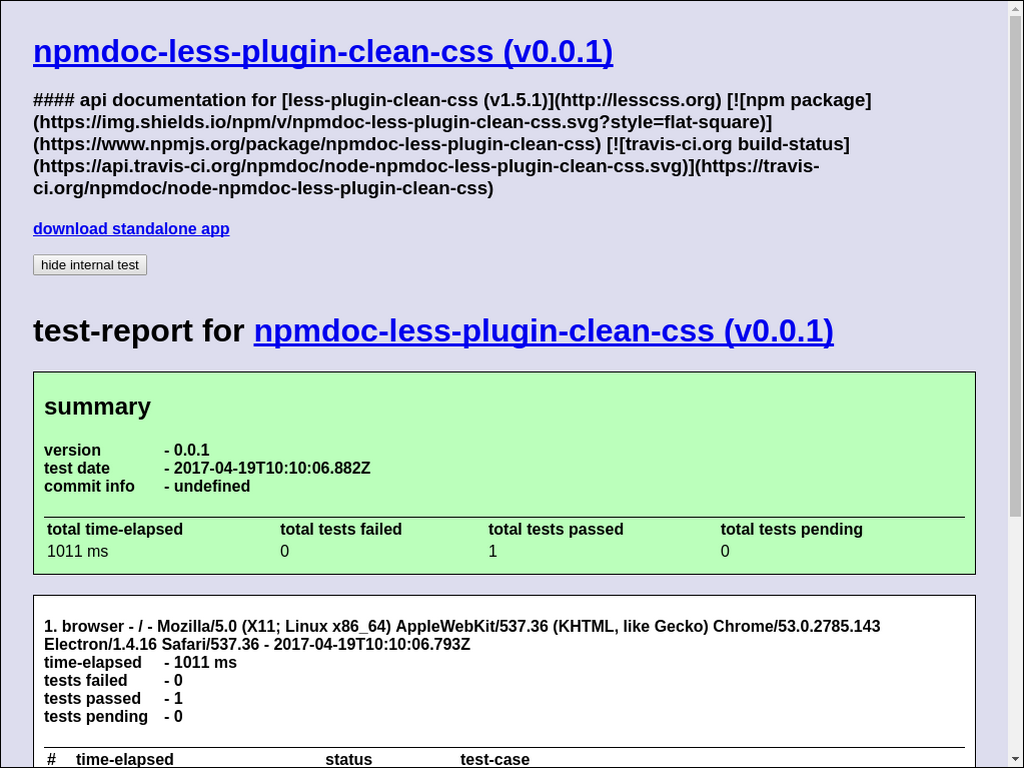 npmdoc-less-plugin-clean-css (v0.0.1)
#### api documentation for [less-plugin-clean-css (v1.5.1)](http://lesscss.org) [![npm package]
(https://img.shields.io/npm/v/npmdoc-less-plugin-clean-css.svg?style=flat-square)]
(https://www.npmjs.org/package/npmdoc-less-plugin-clean-css) [![travis-ci.org build-status]
(https://api.travis-ci.org/npmdoc/node-npmdoc-less-plugin-clean-css.svg)](https://travis-
ci.org/npmdoc/node-npmdoc-less-plugin-clean-css)
download standalone app
hide internal test
test-report for npmdoc-less-plugin-clean-css (v0.0.1)
summary
version - 0.0.1
test date - 2017-04-19T10:10:06.882Z
commit info - undefined
total time-elapsed total tests failed total tests passed total tests pending
1011 ms 0 1 0
1. browser - / - Mozilla/5.0 (X11; Linux x86_64) AppleWebKit/537.36 (KHTML, like Gecko) Chrome/53.0.2785.143
Electron/1.4.16 Safari/537.36 - 2017-04-19T10:10:06.793Z
time-elapsed - 1011 ms
tests failed - 0
tests passed - 1
tests pending - 0
# time-elapsed status test-case